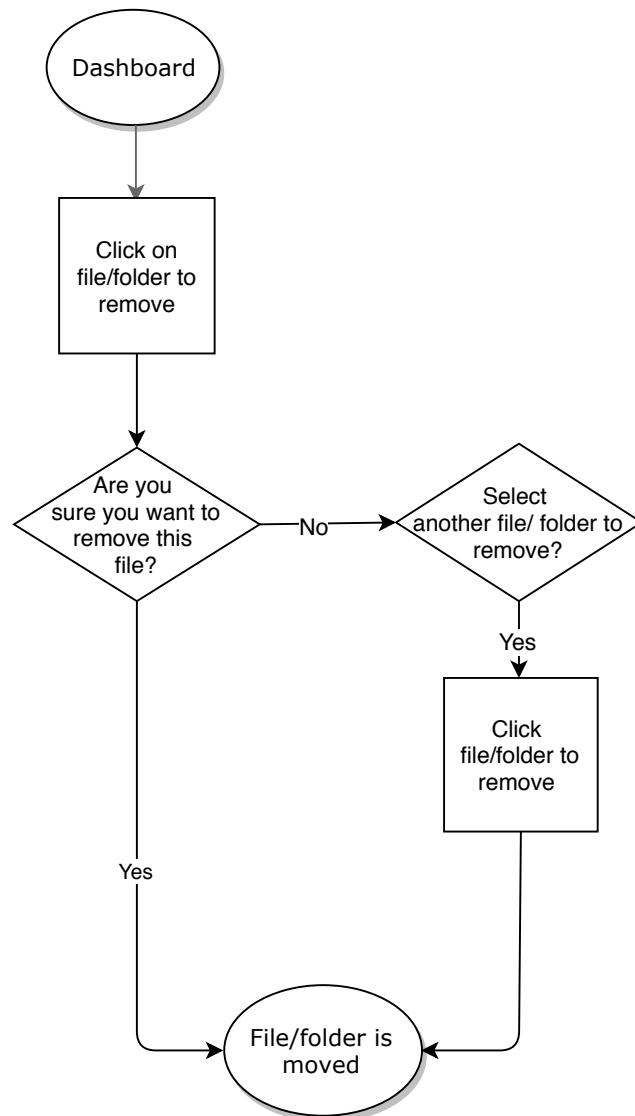 Dashboard
Click on
file/folder to
remove
Are you
sure you want to
remove this
file?
No
Select
another file/ folder to
remove?
Yes
Click
file/folder to
remove
Yes
File/folder is
moved